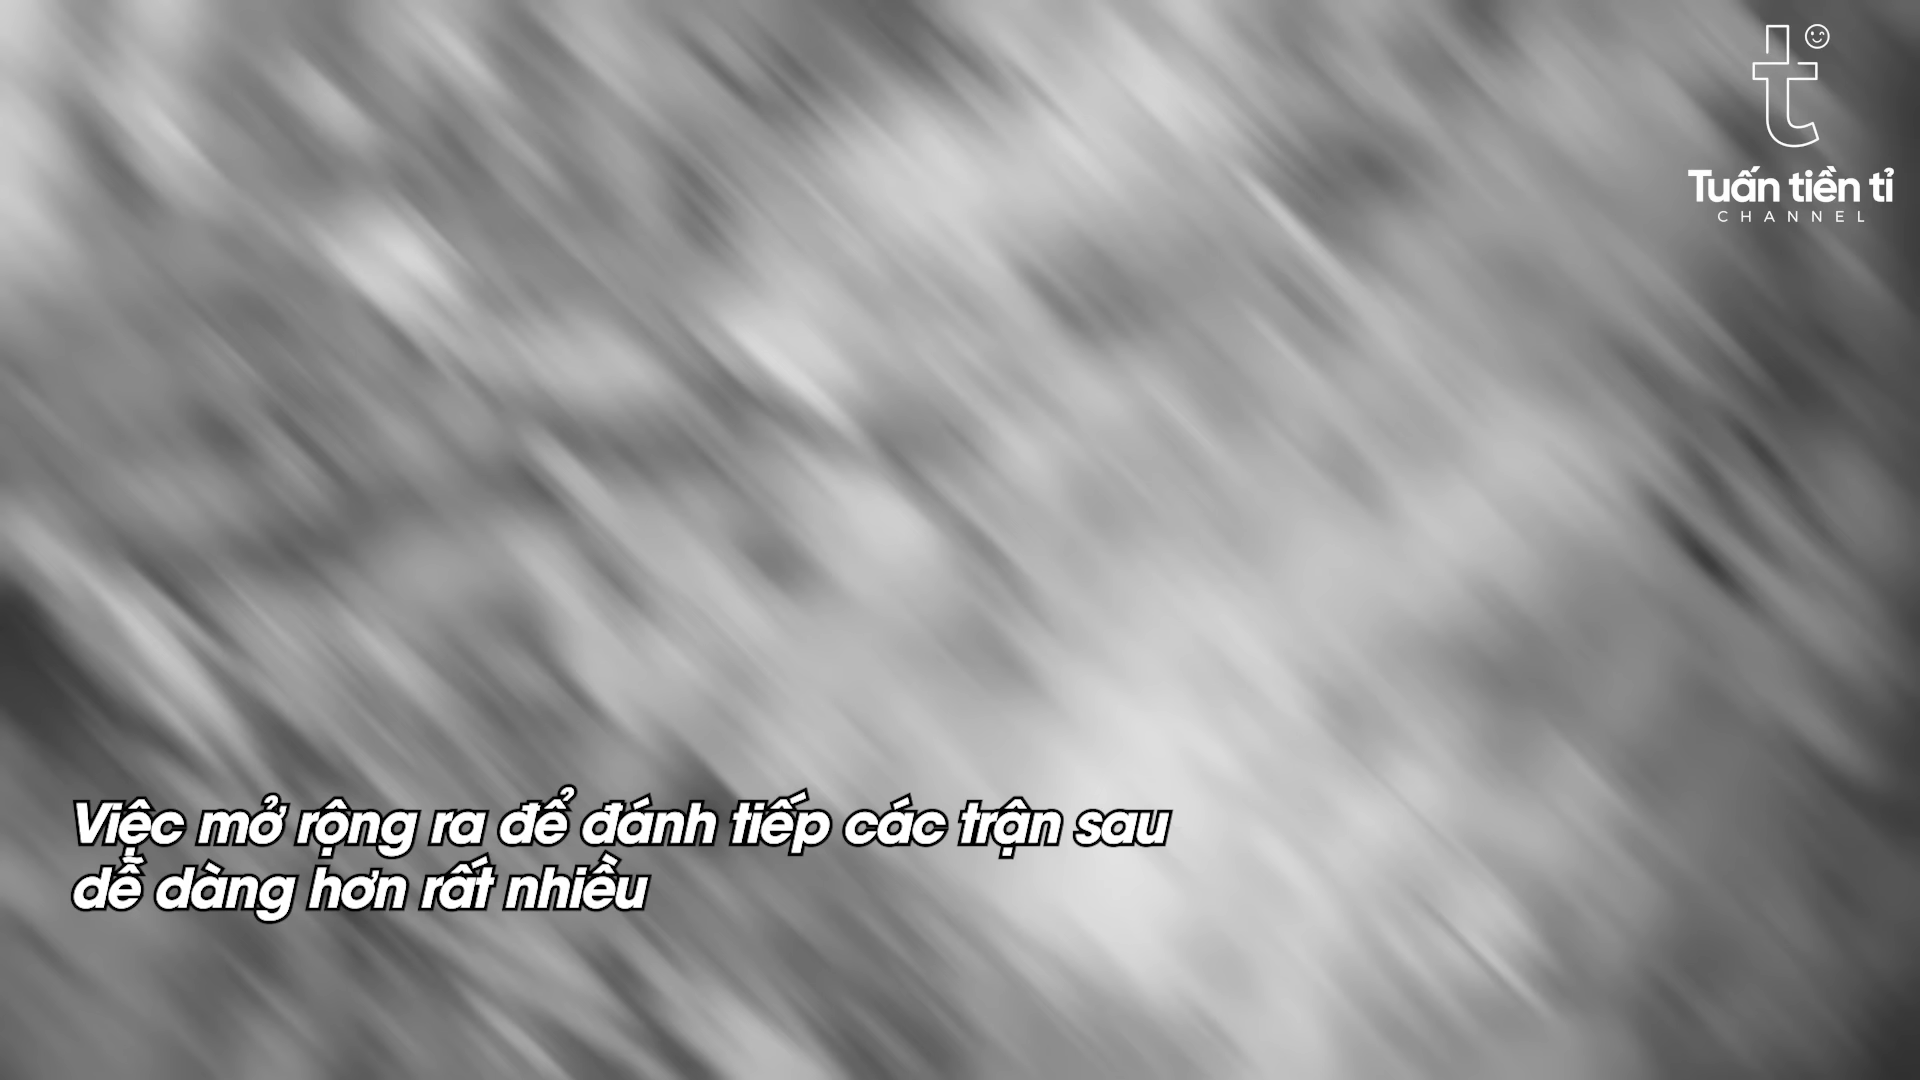 Tuấn tiền tỉ
CHANNEL
Việc mở rộng ra để đánh tiếp các trận sau
dễ dàng hơn rất nhiều